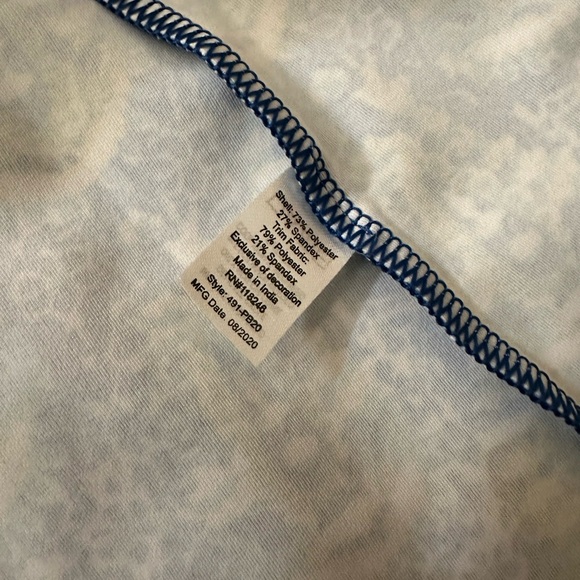 Shell: 73% Polyester
27% Spandex
Trim Fabric:
79% Polyester
21% Spandex
Exclusive of decoration
Made in India
RN#118246
Style: 491-PB20
MFG Date. 08/2020